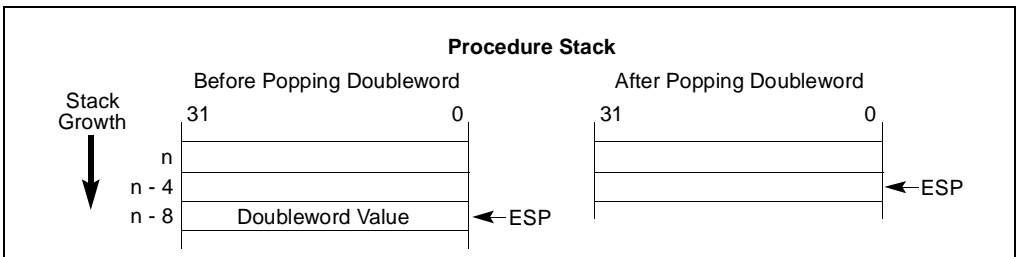 Procedure Stack
Before Popping Doubleword
After Popping Doubleword
Stack
Growth
31 0
31 0
n
n - 4
ESP
n - 8 Doubleword Value ESP